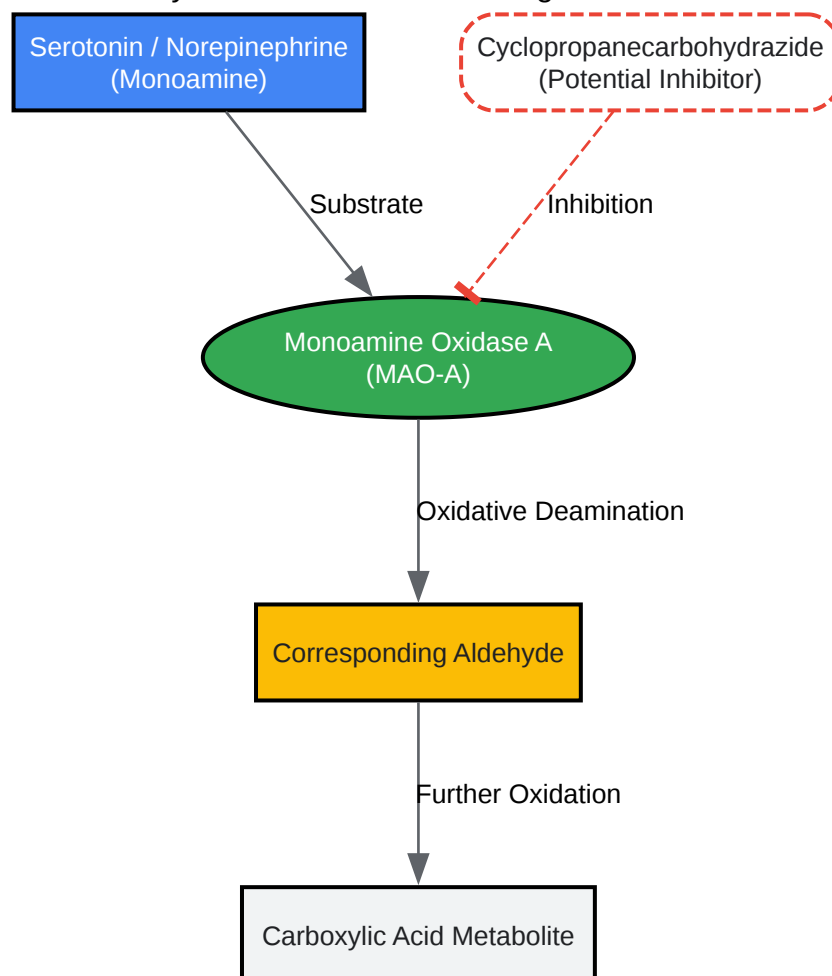 Serotonin / Norepinephrine
(Monoamine)
Cyclopropanecarbohydrazide
(Potential Inhibitor)
Substrate
Inhibition
Monoamine Oxidase A
(MAO-A)
Oxidative Deamination
Corresponding Aldehyde
Further Oxidation
Carboxylic Acid Metabolite